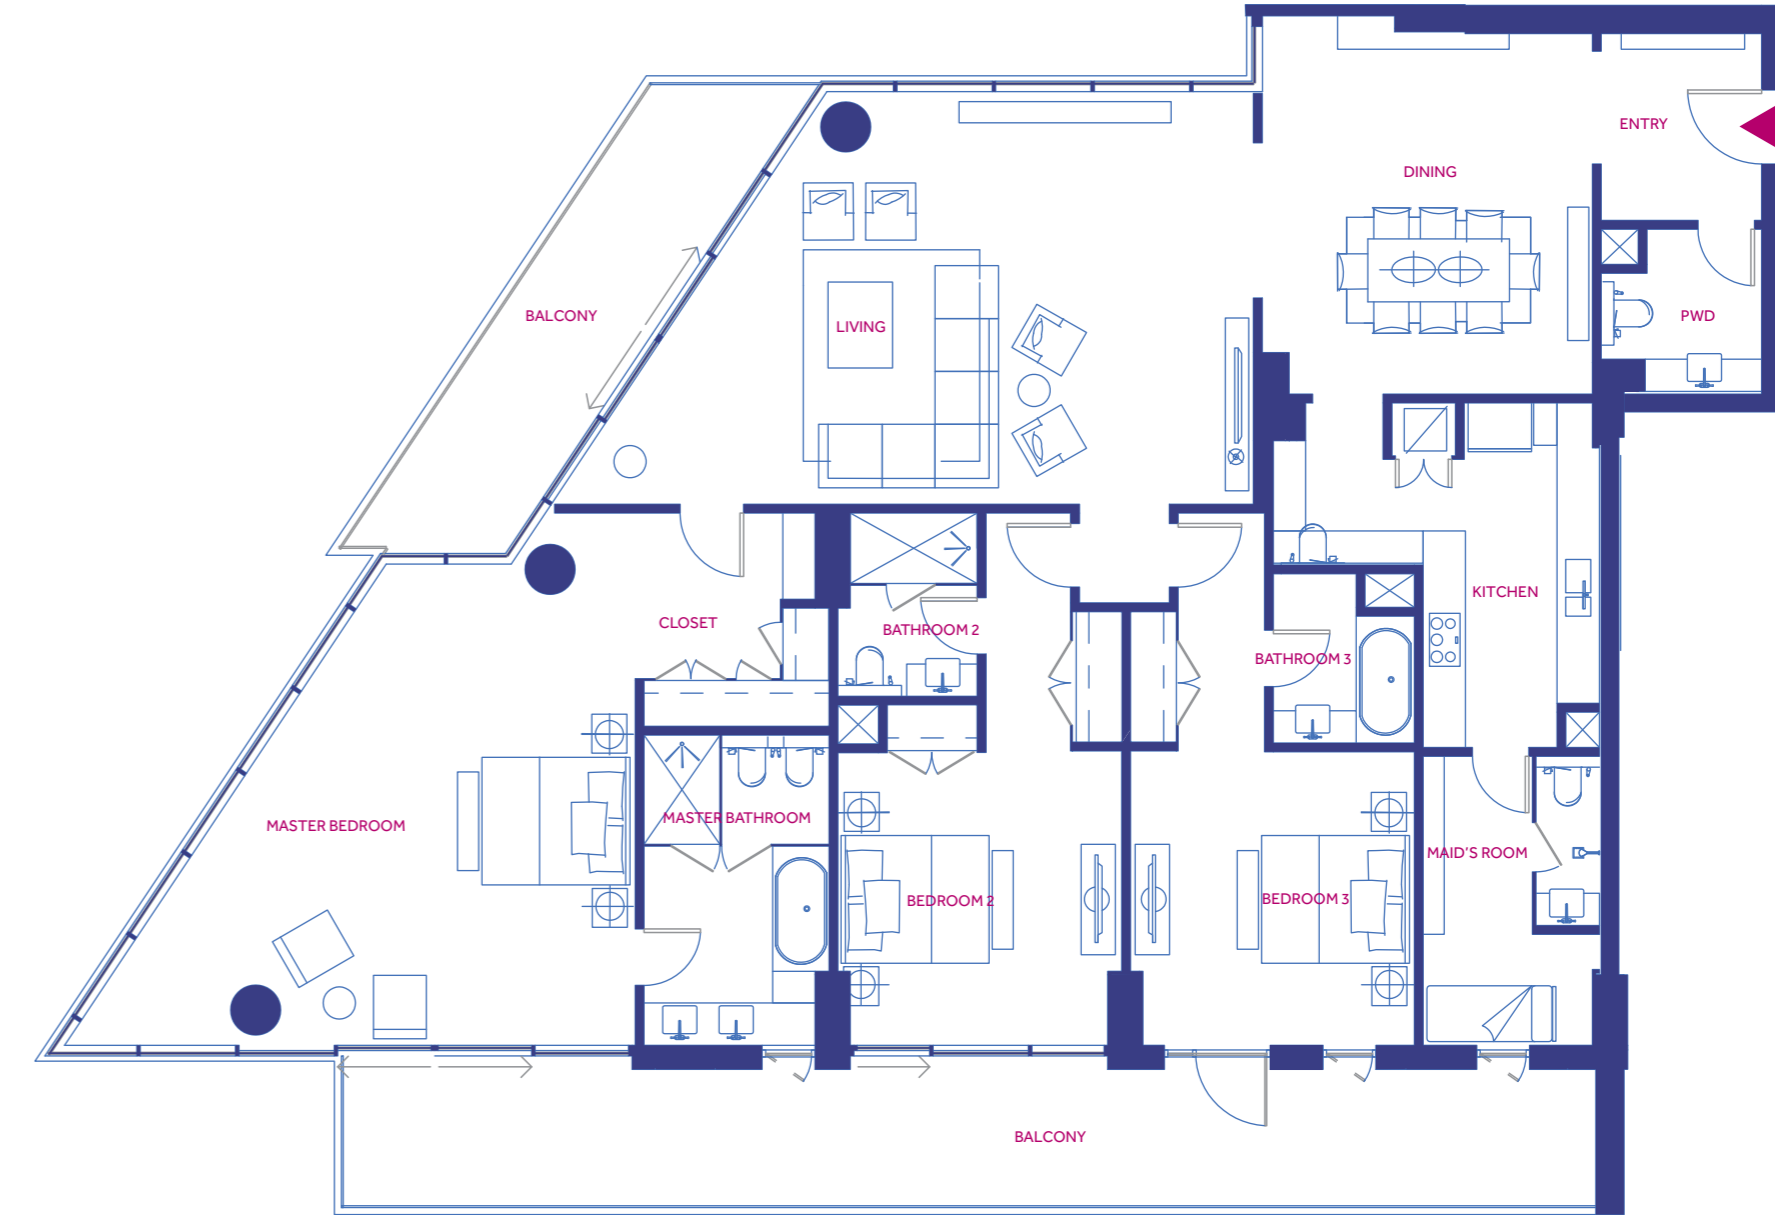 ENTRY
DINING
BALCONY
LIVING
PWD
KITCHEN
CLOSET
BATHROOM 2
BATHROOM 3
MASTER BEDROOM
MASTER BATHROOM
MAID'S ROOM
BEDROOM 2
BEDROOM 3
BALCONY